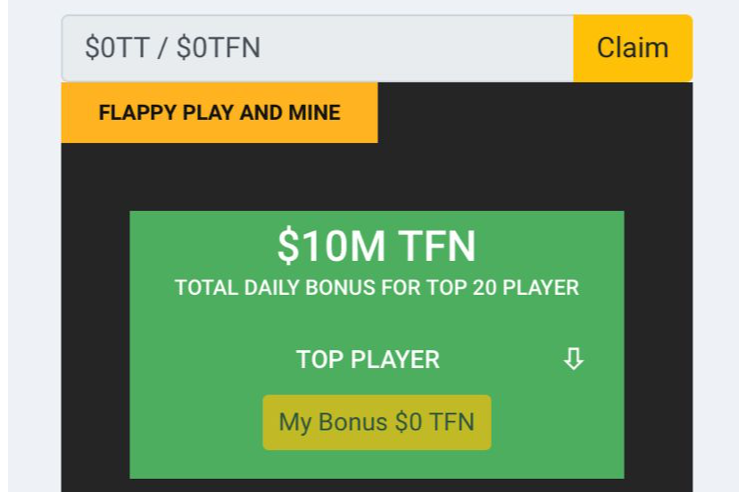 $0TT / $0TFN
Claim
FLAPPY PLAY AND MINE
$10M TFN
TOTAL DAILY BONUS FOR TOP 20 PLAYER
TOP PLAYER ⇩
My Bonus $0 TFN